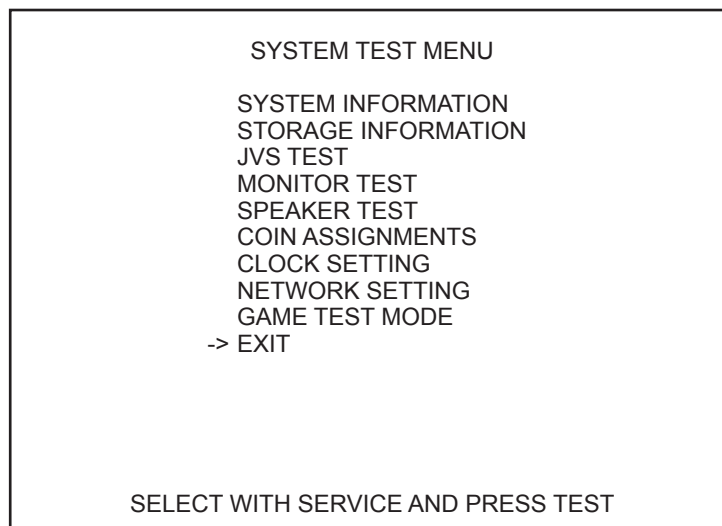 SYSTEM TEST MENU
SYSTEM INFORMATION
STORAGE INFORMATION
JVS TEST
MONITOR TEST
SPEAKER TEST
COIN ASSIGNMENTS
CLOCK SETTING
NETWORK SETTING
GAME TEST MODE
-> EXIT
SELECT WITH SERVICE AND PRESS TEST